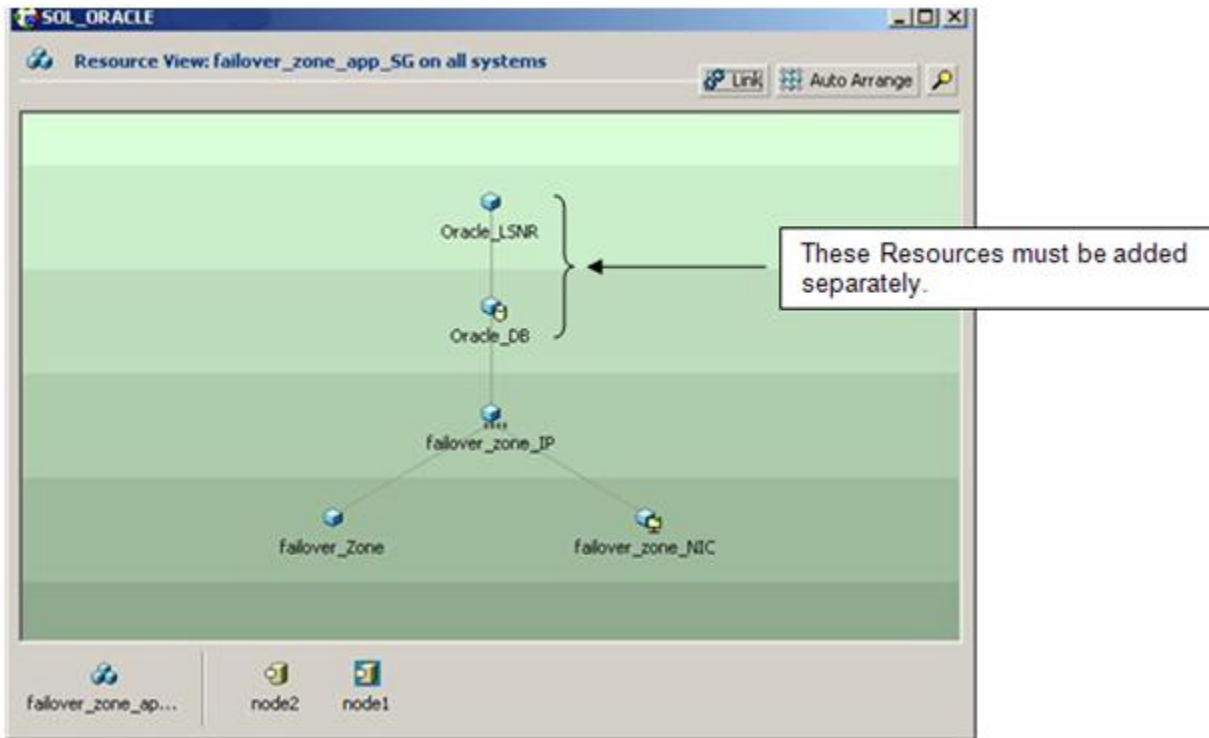 SOL_ORACLE
Resource View: failover_zone_app_SG on all systems
Link
Auto Arrange
Oracle_LSNR
These Resources must be added
separately.
Oracle_DB
failover_zone_IP
failover_Zone
failover_zone_NIC
failover_zone_ap...
node2
node1